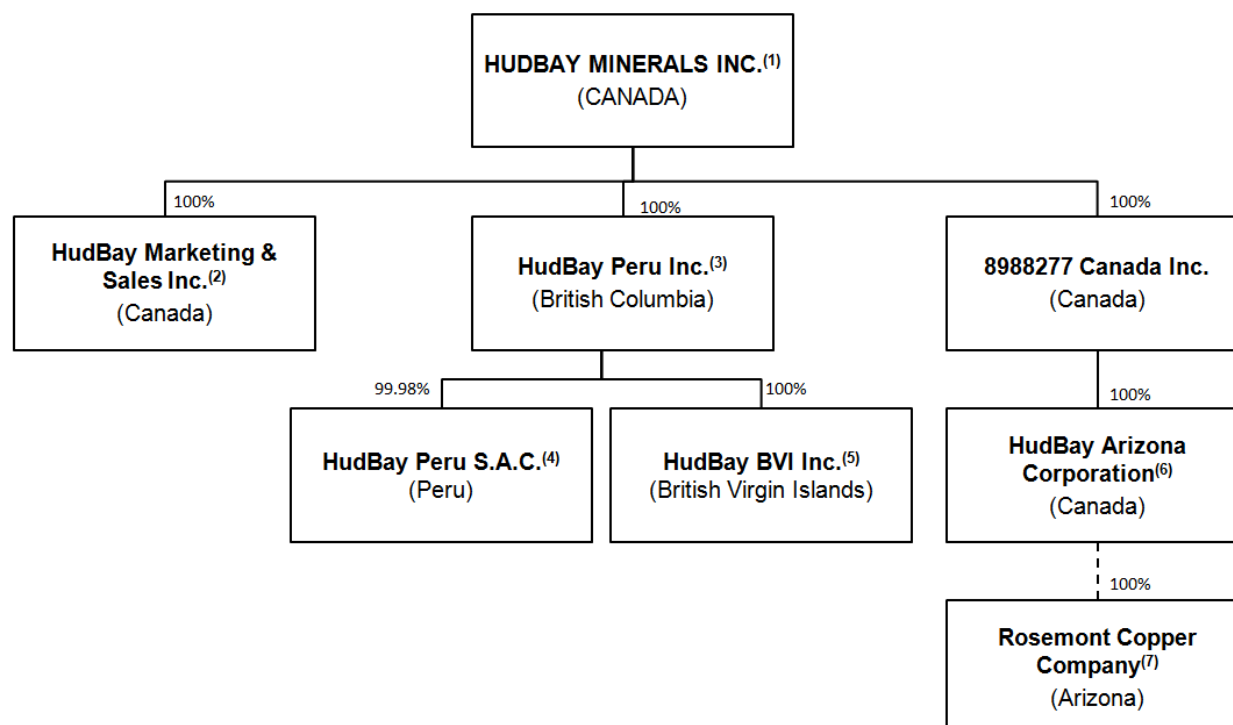 HUDBAY MINERALS INC.(1)
(CANADA)
100%
100%
100%
HudBay Marketing &
Sales Inc.(2)
(Canada)
HudBay Peru Inc.(3)
(British Columbia)
8988277 Canada Inc.
(Canada)
99.98%
100%
100%
HudBay Peru S.A.C.(4)
(Peru)
HudBay BVI Inc.(5)
(British Virgin Islands)
HudBay Arizona
Corporation(6)
(Canada)
100%
Rosemont Copper
Company(7)
(Arizona)